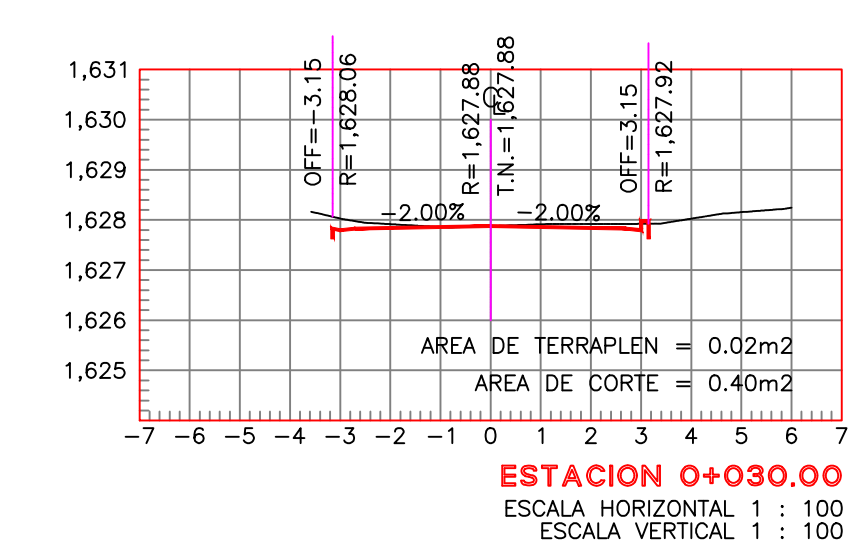 OFF=-3.15
R=1,628.06
R=1,627.88
T.N.=1,627.88
OFF=3.15
R=1,627.92
1,631
1,630
1,629
1,628
1,627
1,626
1,625
-2.00%
-2.00%
AREA DE TERRAPLEN = 0.02m2
AREA DE CORTE = 0.40m2
-7 -6 -5 -4 -3 -2 -1 0 1 2 3 4 5 6 7
ESTACION 0+030.00
ESCALA HORIZONTAL 1 : 100
ESCALA VERTICAL 1 : 100